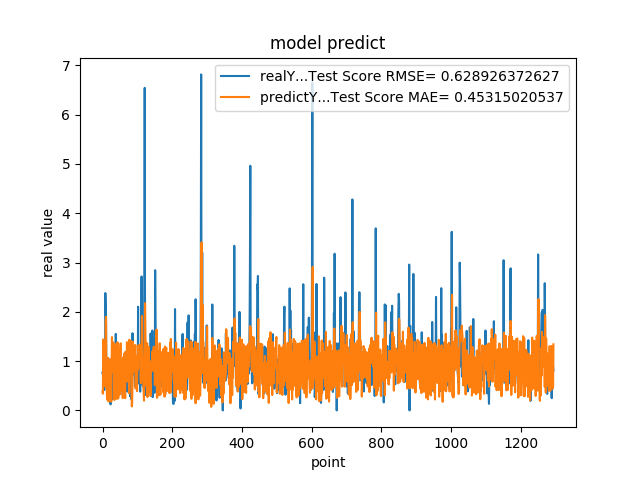 model predict
realY...Test Score RMSE= 0.628926372627
predictY...Test Score MAE= 0.45315020537
real value
7
6
5
4
3
2
1
0
0 200 400 600 800 1000 1200
point